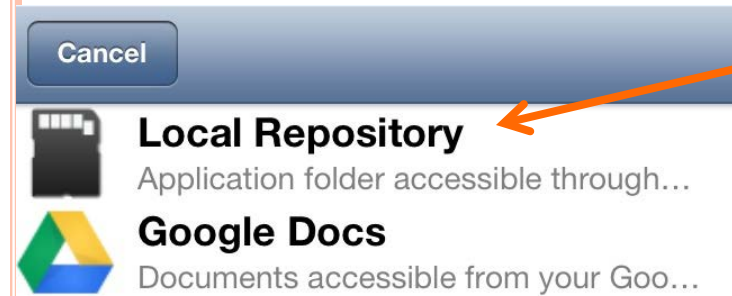 Cancel
Local Repository
Application folder accessible through…
Google Docs
Documents accessible from your Goo…